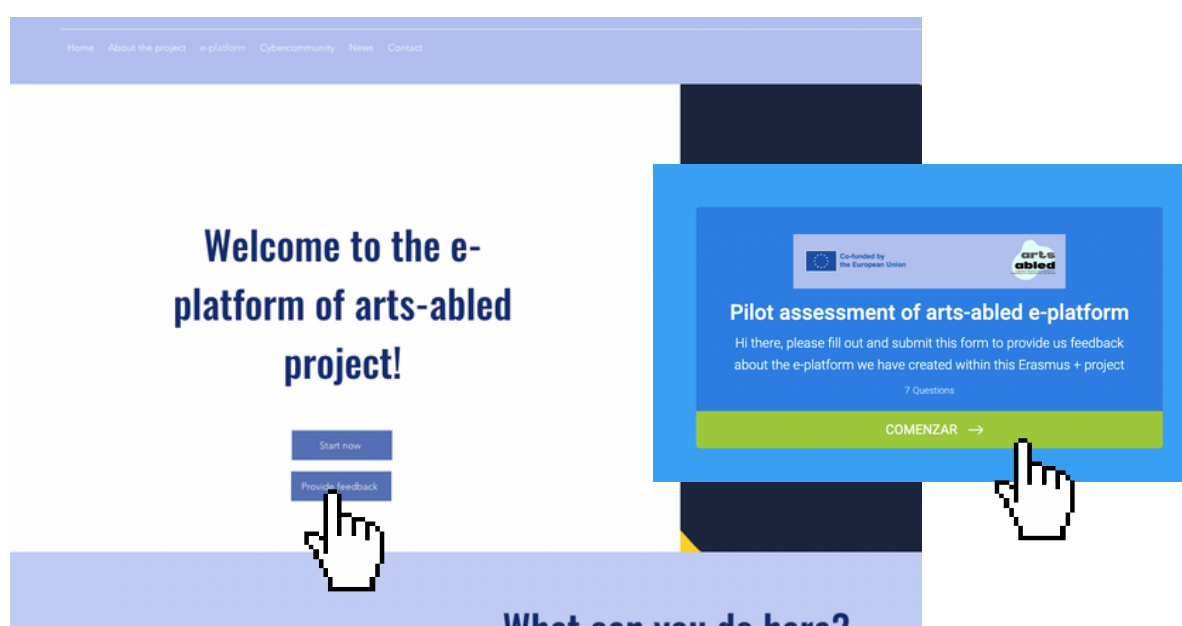 Home About the project e-platform Cybercommunity News Contact
Welcome to the e-
platform of arts-abled
project!
Start now
Provide feedback
What can you do here?
Co-funded by
the European Union
arts
abled
Pilot assessment of arts-abled e-platform
Hi there, please fill out and submit this form to provide us feedback
about the e-platform we have created within this Erasmus + project
7 Questions
COMENZAR →